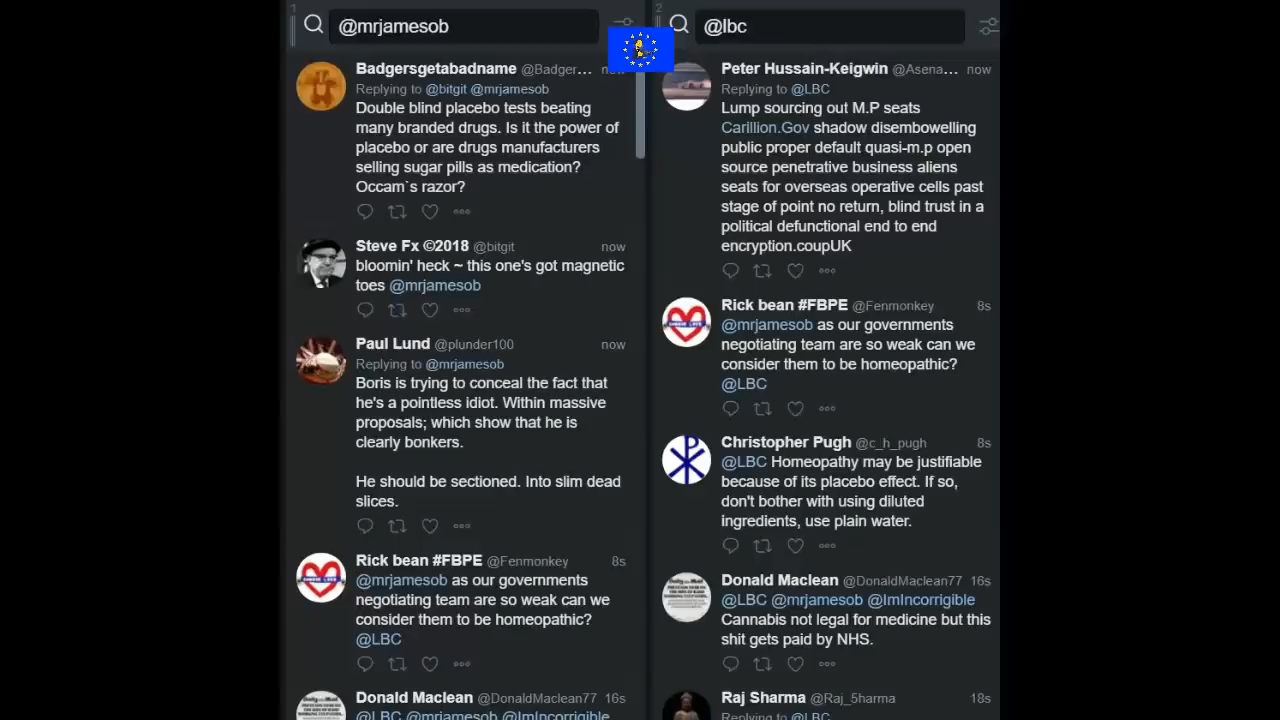 1
@mrjamesob
Badgersgetabadname @Badger... now
Replying to @bitgit @mrjamesob
Double blind placebo tests beating
many branded drugs. Is it the power of
placebo or are drugs manufacturers
selling sugar pills as medication?
Occam`s razor?
Steve Fx ©2018 @bitgit now
bloomin' heck ~ this one's got magnetic
toes @mrjamesob
Paul Lund @plunder100 now
Replying to @mrjamesob
Boris is trying to conceal the fact that
he's a pointless idiot. Within massive
proposals; which show that he is
clearly bonkers.
He should be sectioned. Into slim dead
slices.
Rick bean #FBPE @Fenmonkey 8s
@mrjamesob as our governments
negotiating team are so weak can we
consider them to be homeopathic?
@LBC
Donald Maclean @DonaldMaclean77 16s
@LBC @mrjamesob @ImIncorrigible
2
@lbc
Peter Hussain-Keigwin @Asena... now
Replying to @LBC
Lump sourcing out M.P seats
Carillion.Gov shadow disembowelling
public proper default quasi-m.p open
source penetrative business aliens
seats for overseas operative cells past
stage of point no return, blind trust in a
political defunctional end to end
encryption.coupUK
Rick bean #FBPE @Fenmonkey 8s
@mrjamesob as our governments
negotiating team are so weak can we
consider them to be homeopathic?
@LBC
Christopher Pugh @c_h_pugh 8s
@LBC Homeopathy may be justifiable
because of its placebo effect. If so,
don't bother with using diluted
ingredients, use plain water.
Donald Maclean @DonaldMaclean77 16s
@LBC @mrjamesob @ImIncorrigible
Cannabis not legal for medicine but this
shit gets paid by NHS.
Raj Sharma @Raj_5harma 18s
Replying to @LBC